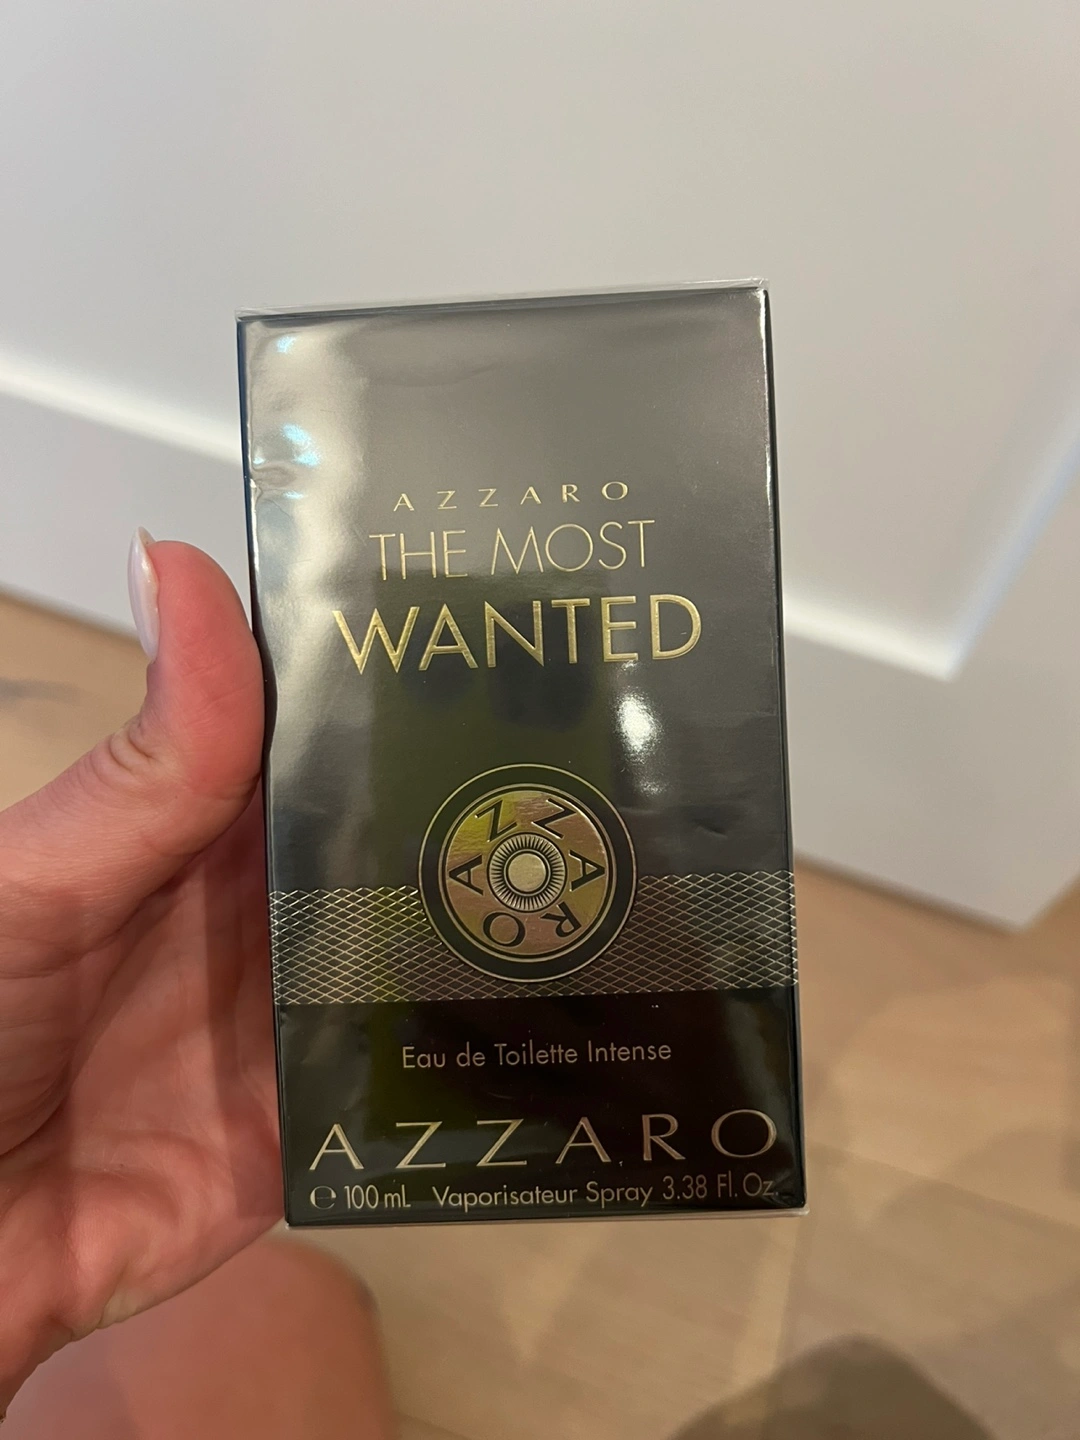 AZZARO
THE MOST
WANTED
AZZARO
Eau de Toilette Intense
AZZARO
℮ 100 mL Vaporisateur Spray 3.38 Fl. Oz.